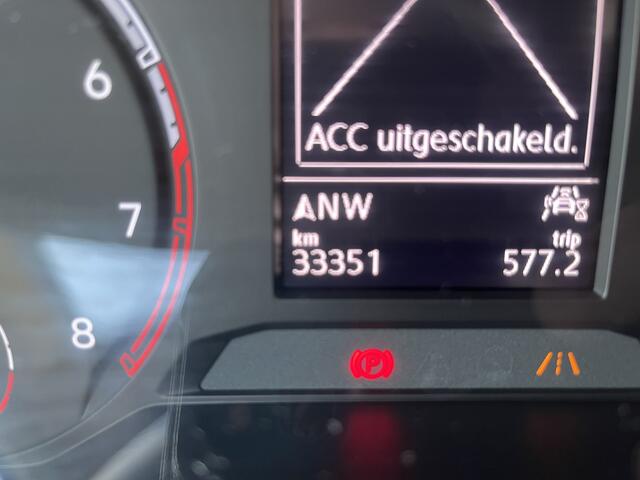 6
7
8
ACC uitgeschakeld.
ANW
km trip
33351 577.2
P